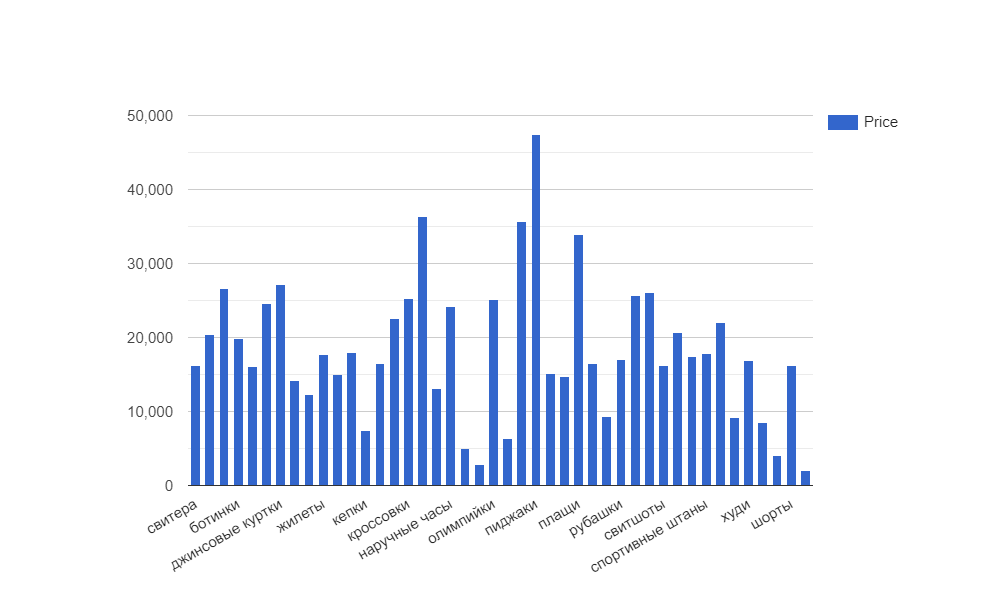 50,000
40,000
30,000
20,000
10,000
0
Price
свитера
ботинки
джинсовые куртки
жилеты
кепки
кроссовки
наручные часы
олимпийки
пиджаки
плащи
рубашки
свитшоты
спортивные штаны
худи
шорты